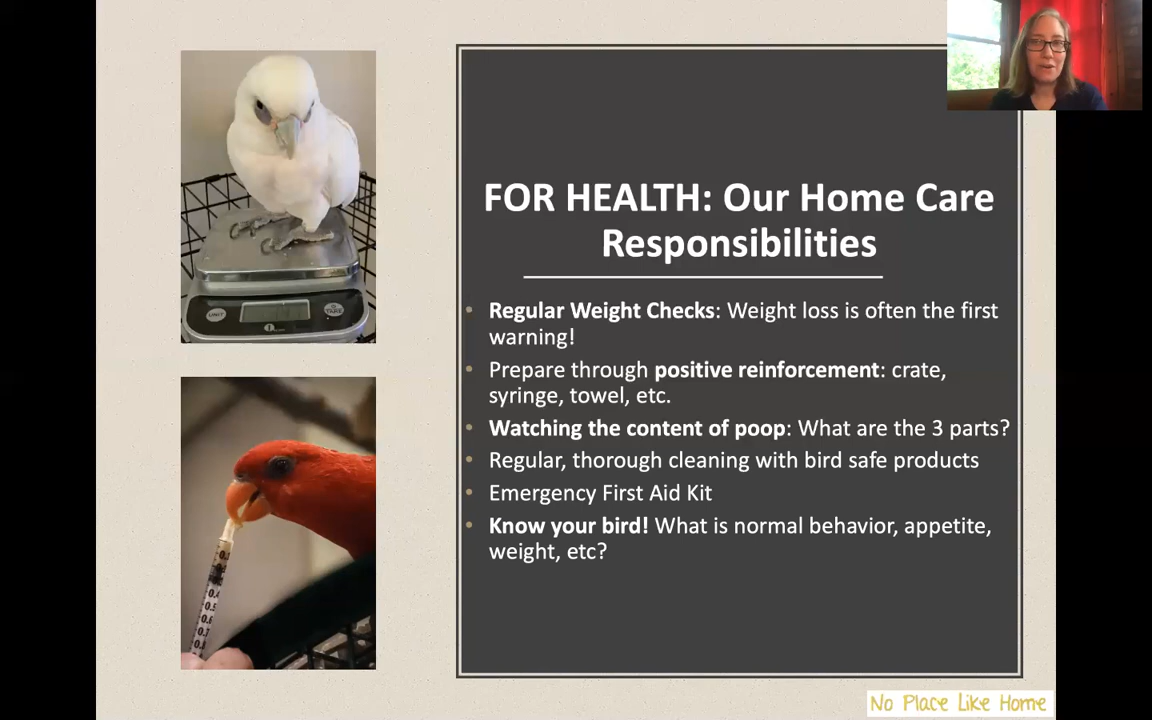 FOR HEALTH: Our Home Care
Responsibilities
• Regular Weight Checks: Weight loss is often the first
warning!
• Prepare through positive reinforcement: crate,
syringe, towel, etc.
• Watching the content of poop: What are the 3 parts?
• Regular, thorough cleaning with bird safe products
• Emergency First Aid Kit
• Know your bird! What is normal behavior, appetite,
weight, etc?
UNIT
No Place Like Home